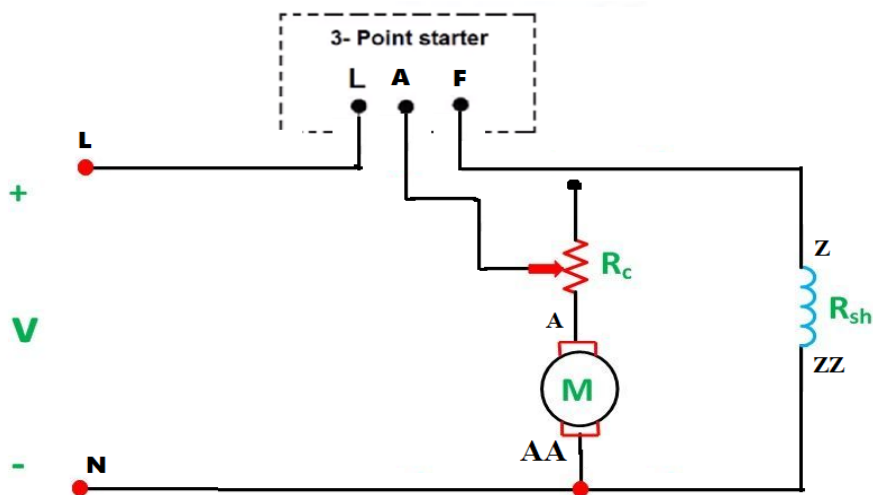 3- Point starter
L A F
L
+
Z
Rc
A
V
Rsh
ZZ
M
AA
-
N